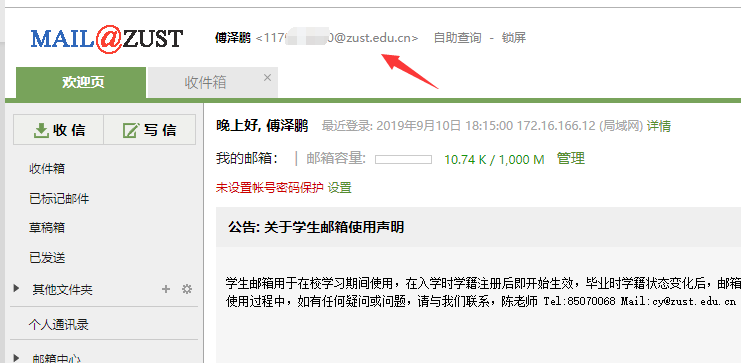 MAIL@ZUST
傅泽鹏 <117 0@zust.edu.cn> 自助查询 - 锁屏
欢迎页 收件箱 ×
收信 写信
晚上好, 傅泽鹏 最近登录: 2019年9月10日 18:15:00 172.16.166.12 (局域网) 详情
我的邮箱: | 邮箱容量: 10.74 K / 1,000 M 管理
未设置帐号密码保护 设置
收件箱
已标记邮件
草稿箱
已发送
其他文件夹 +
个人通讯录
邮箱中心
公告: 关于学生邮箱使用声明
学生邮箱用于在校学习期间使用，在入学时学籍注册后即开始生效，毕业时学籍状态变化后，邮箱
使用过程中，如有任何疑问或问题，请与我们联系，陈老师 Tel:85070068 Mail:cy@zust.edu.cn